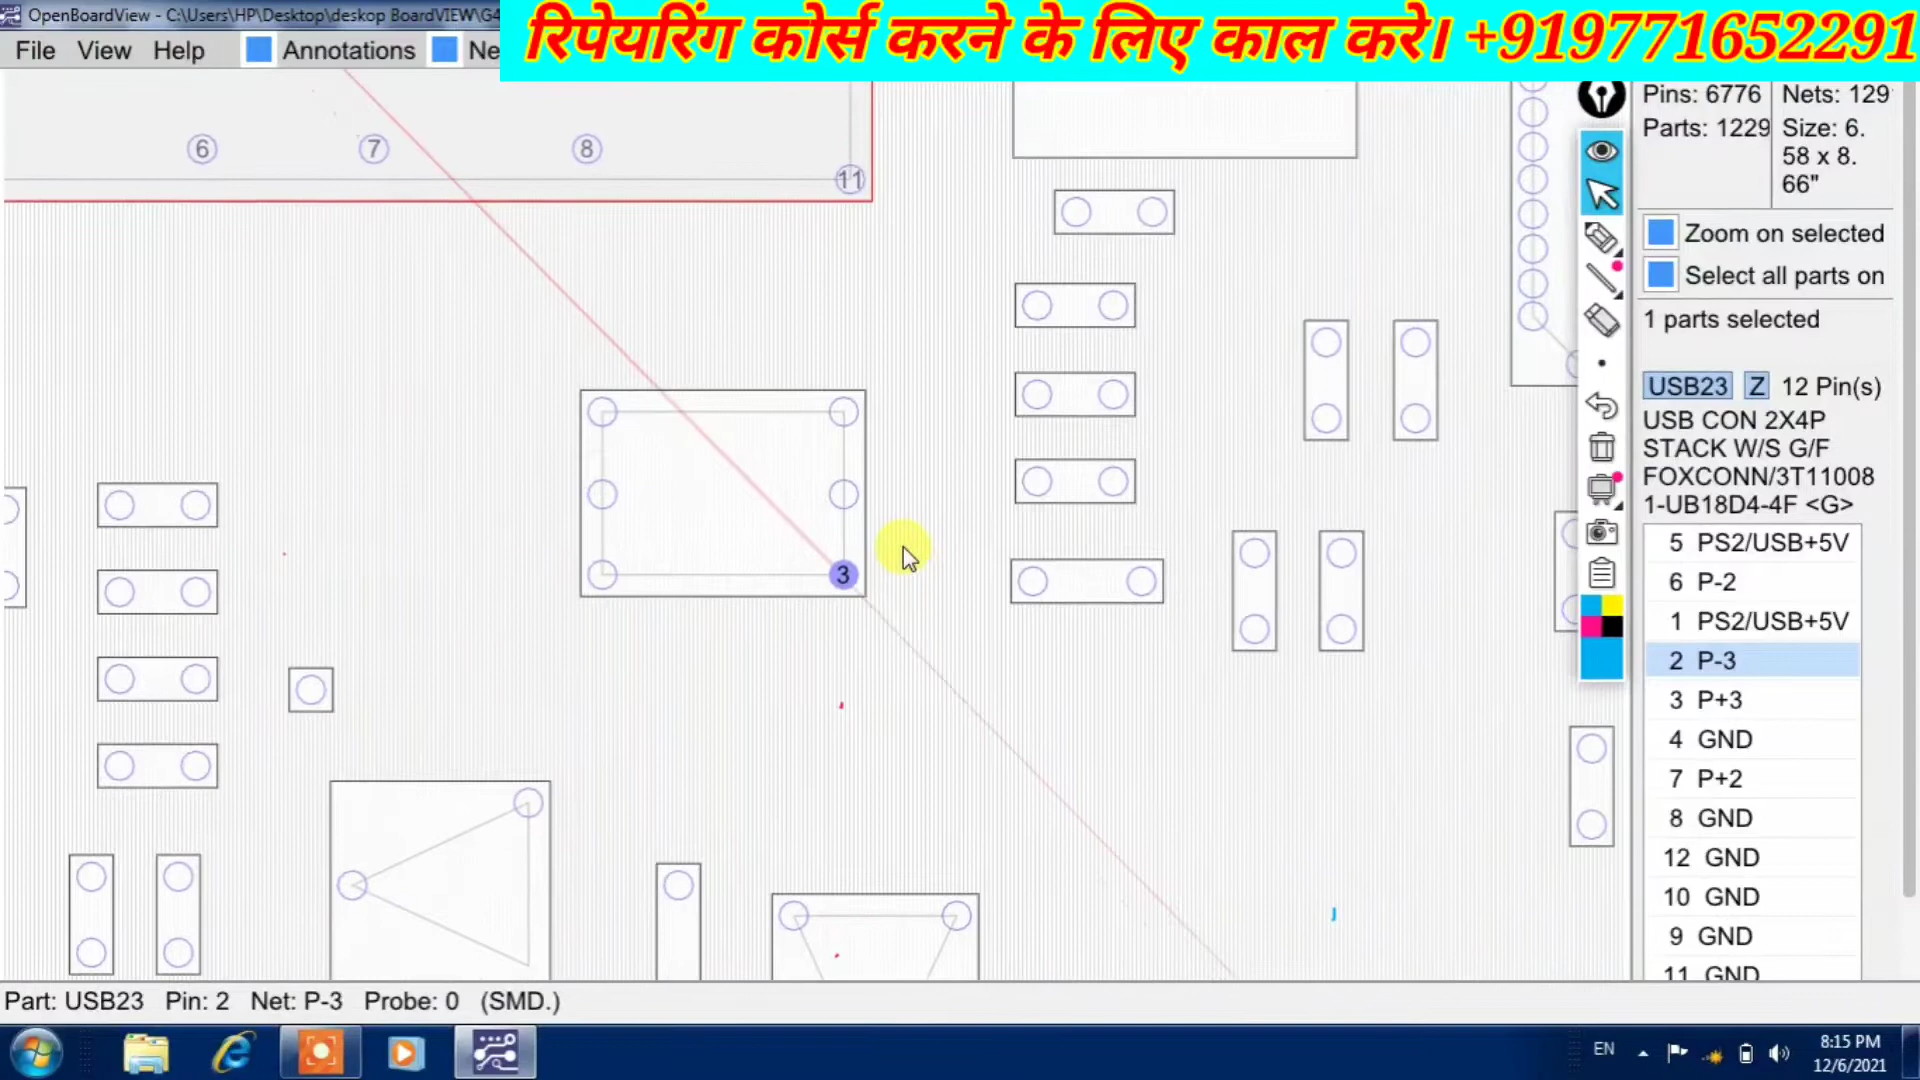 OpenBoardView - C:\Users\HP\Desktop\deskop BoardVIEW\G4
रिपेयरिंग कोर्स करने के लिए काल करे। +919771652291
File View Help Annotations Ne
Pins: 6776
Nets: 129
Parts: 1229
Size: 6.
58 x 8.
66"
Zoom on selected
Select all parts on
1 parts selected
USB23 Z 12 Pin(s)
USB CON 2X4P
STACK W/S G/F
FOXCONN/3T11008
1-UB18D4-4F <G>
5 PS2/USB+5V
6 P-2
1 PS2/USB+5V
2 P-3
3 P+3
4 GND
7 P+2
8 GND
12 GND
10 GND
9 GND
11 GND
6
7
8
11
3
Part: USB23 Pin: 2 Net: P-3 Probe: 0 (SMD.)
EN
8:15 PM
12/6/2021